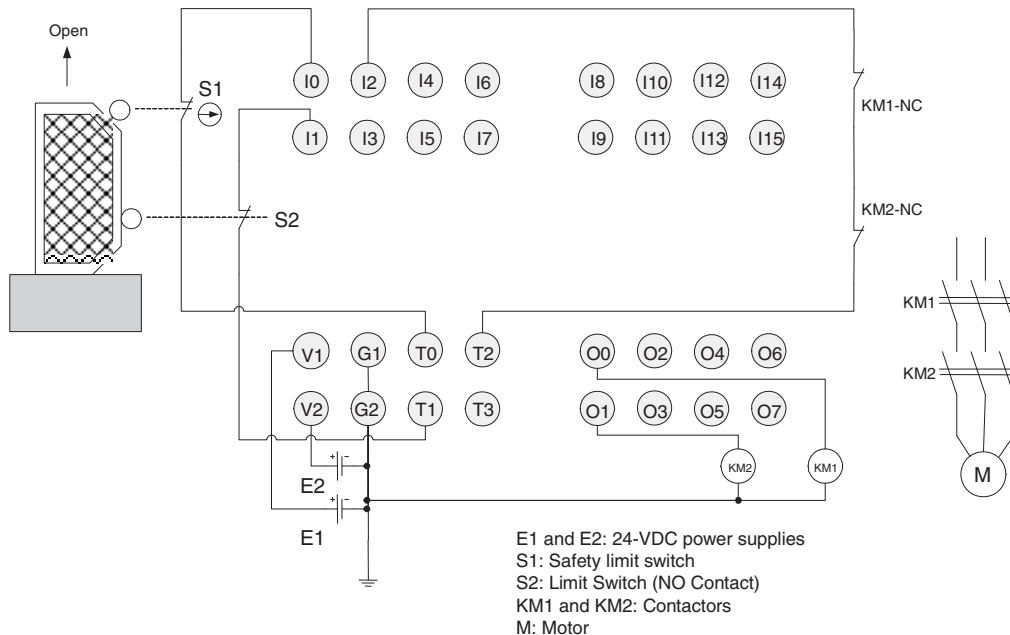 Open
S1
I0 I2 I4 I6 I8 I10 I12 I14
KM1-NC
I1 I3 I5 I7 I9 I11 I13 I15
S2
KM2-NC
KM1
V1 G1 T0 T2 O0 O2 O4 O6
KM2
V2 G2 T1 T3 O1 O3 O5 O7
+ -
E2
KM2 KM1
M
+ -
E1
E1 and E2: 24-VDC power supplies
S1: Safety limit switch
S2: Limit Switch (NO Contact)
KM1 and KM2: Contactors
M: Motor